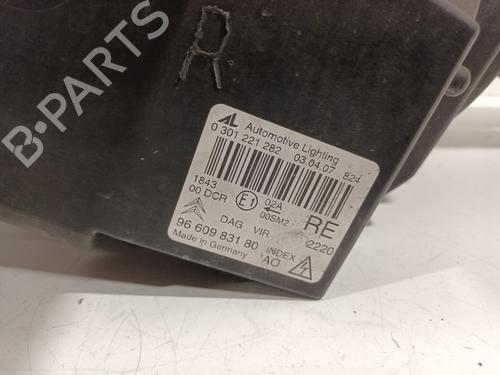 R
AL Automotive Lighting
0 301 221 282 03.04.07 824
1843
00 DCR E1 02A
00SM2 RE
DAG VIR 2220
96 609 831 80 INDEX
Made in Germany AO
B-PARTS